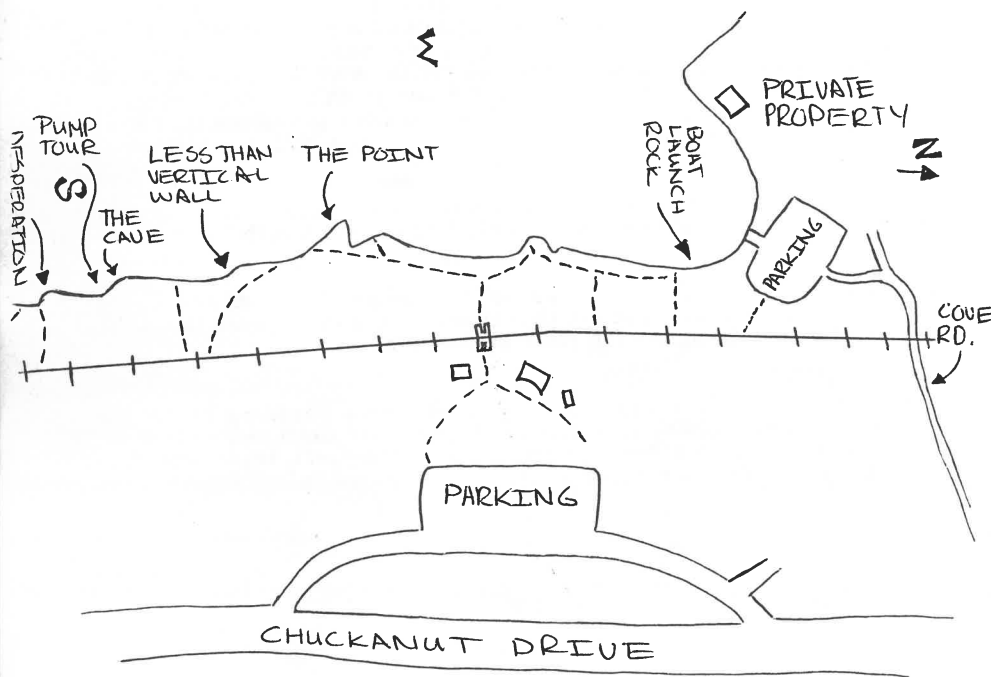 W
PRIVATE
PROPERTY
N
BOAT
LAUNCH
ROCK
THE POINT
LESS THAN
VERTICAL
WALL
PUMP
TOUR
S
DESPERATION
THE
CAVE
PARKING
COVE
RD.
PARKING
CHUCKANUT DRIVE